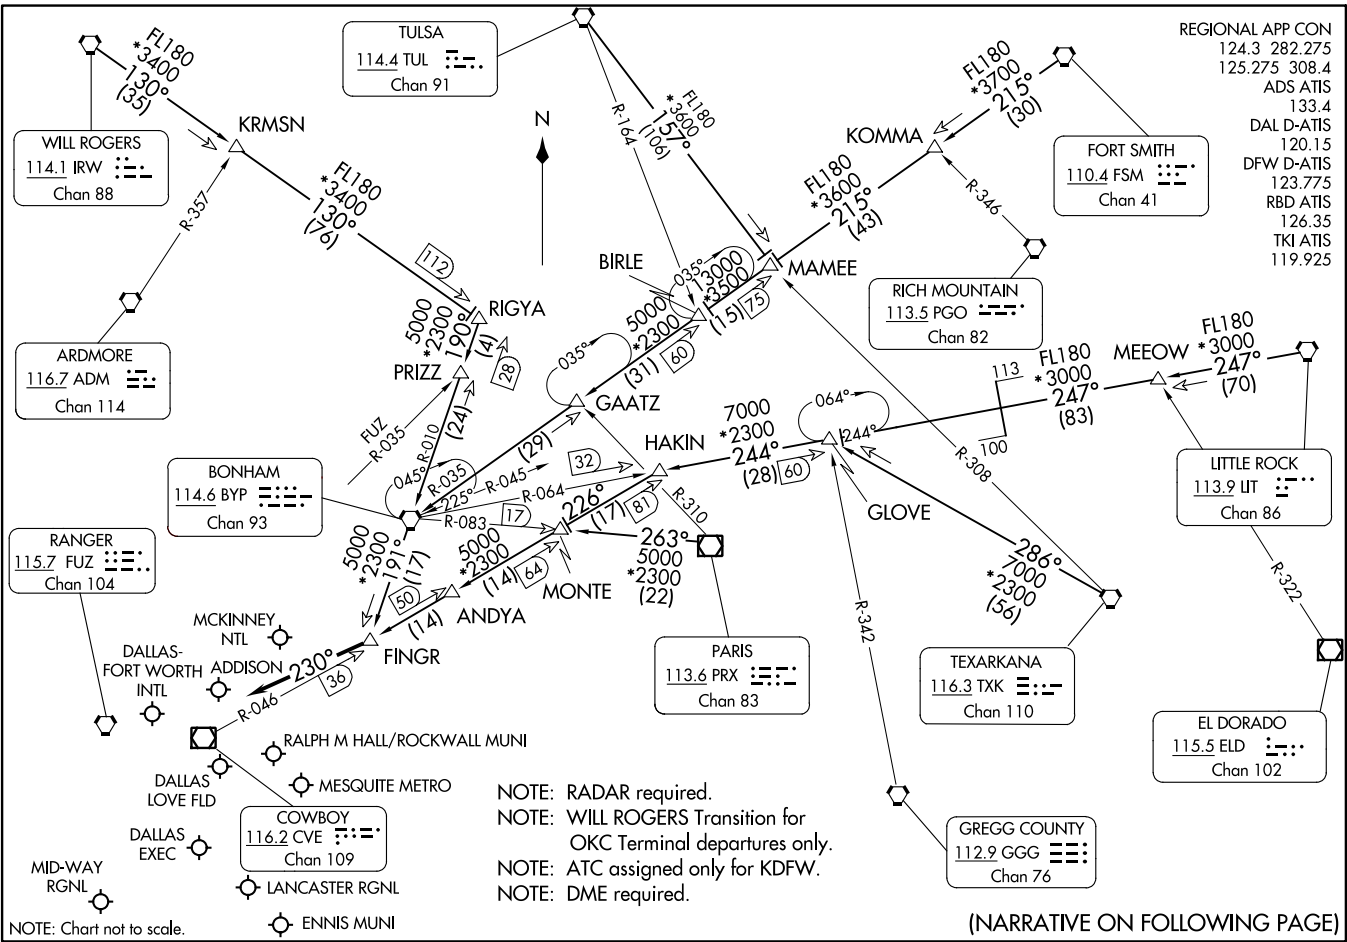 REGIONAL APP CON
124.3 282.275
125.275 308.4
ADS ATIS
133.4
DAL D-ATIS
120.15
DFW D-ATIS
123.775
RBD ATIS
126.35
TKI ATIS
119.925
TULSA
114.4 TUL
Chan 91
FL180
*3400
130°
(35)
WILL ROGERS
114.1 IRW
Chan 88
KRMSN
R-357
FL180
*3400
130°
(76)
112
N
R-164
FL180
*3600
157°
(106)
FL180
*3700
215°
(30)
KOMMA
FORT SMITH
110.4 FSM
Chan 41
FL180
*3600
215°
(43)
R-346
RICH MOUNTAIN
113.5 PGO
Chan 82
BIRLE
MAMEE
035°
13000
*3500
(15)
75
RIGYA
5000
*2300
190°
(4)
28
PRIZZ
ARDMORE
116.7 ADM
Chan 114
5000
*2300
(31)
60
035°
GAATZ
(29)
FUZ
R-035
R-010
(24)
BONHAM
114.6 BYP
Chan 93
045°
R-035
225°
R-045
R-064
32
R-083
17
HAKIN
7000
*2300
244°
(28)
60
064°
244°
GLOVE
113
100
FL180
*3000
247°
(83)
MEEOW
FL180
*3000
247°
(70)
LITTLE ROCK
113.9 LIT
Chan 86
R-308
R-322
226°
(17)
81
R-310
263°
5000
*2300
(22)
MONTE
5000
*2300
(14)
64
ANDYA
5000
*2300
191°
(17)
50
(14)
FINGR
RANGER
115.7 FUZ
Chan 104
230°
R-046
36
MCKINNEY
NTL
ADDISON
DALLAS-
FORT WORTH
INTL
PARIS
113.6 PRX
Chan 83
286°
7000
*2300
(56)
TEXARKANA
116.3 TXK
Chan 110
R-342
EL DORADO
115.5 ELD
Chan 102
RALPH M HALL/ROCKWALL MUNI
DALLAS
LOVE FLD
MESQUITE METRO
COWBOY
116.2 CVE
Chan 109
DALLAS
EXEC
MID-WAY
RGNL
LANCASTER RGNL
ENNIS MUNI
GREGG COUNTY
112.9 GGG
Chan 76
NOTE: RADAR required.
NOTE: WILL ROGERS Transition for
OKC Terminal departures only.
NOTE: ATC assigned only for KDFW.
NOTE: DME required.
NOTE: Chart not to scale.
(NARRATIVE ON FOLLOWING PAGE)